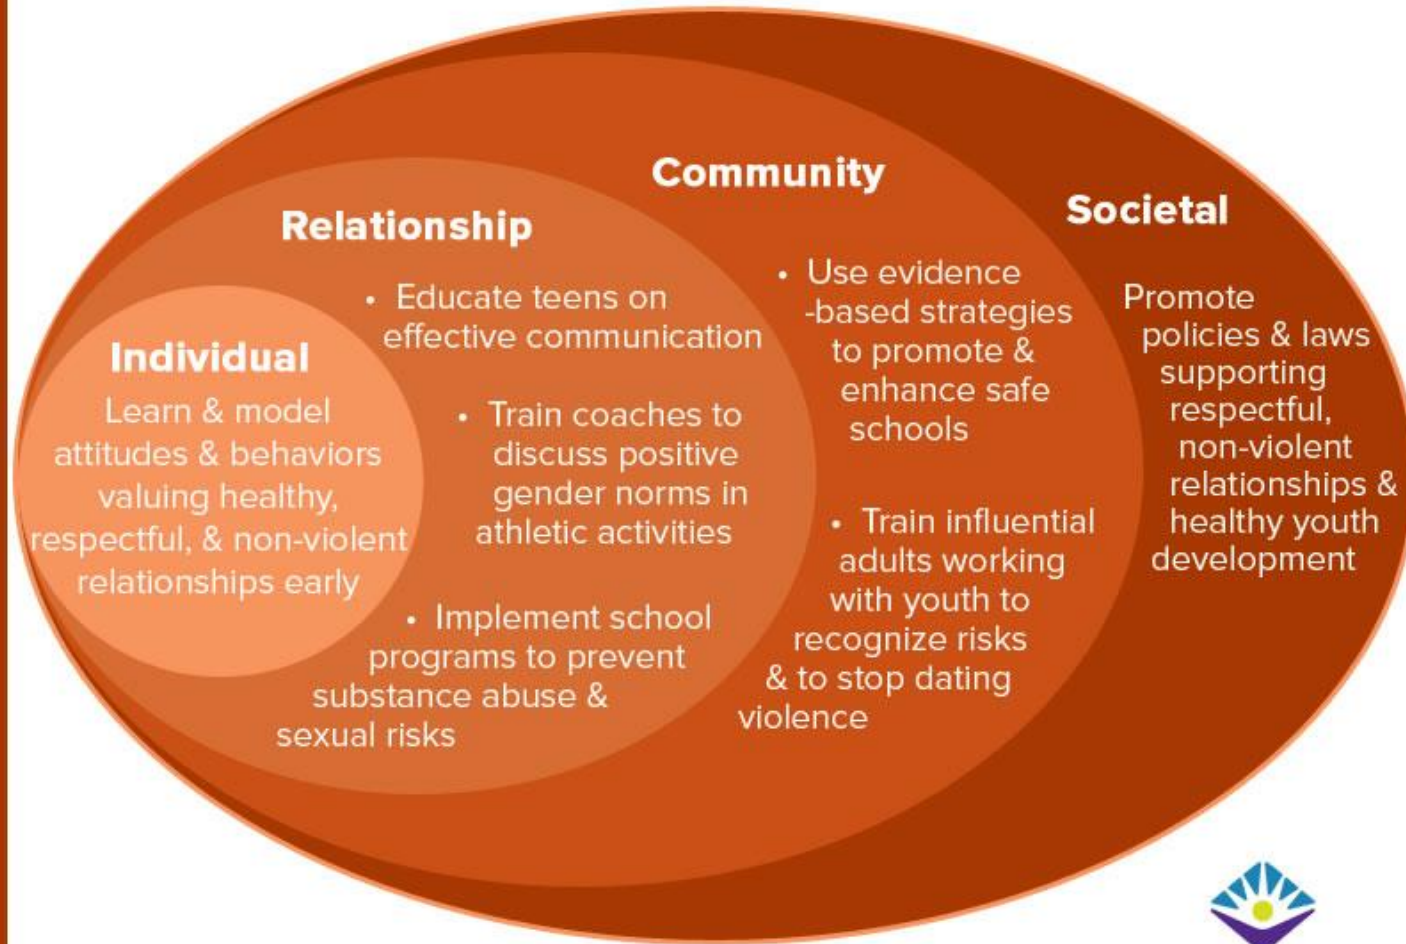 Individual
Learn & model
attitudes & behaviors
valuing healthy,
respectful, & non-violent
relationships early
Relationship
• Educate teens on
effective communication
• Train coaches to
discuss positive
gender norms in
athletic activities
• Implement school
programs to prevent
substance abuse &
sexual risks
Community
• Use evidence
-based strategies
to promote &
enhance safe
schools
• Train influential
adults working
with youth to
recognize risks
& to stop dating
violence
Societal
Promote
policies & laws
supporting
respectful,
non-violent
relationships &
healthy youth
development